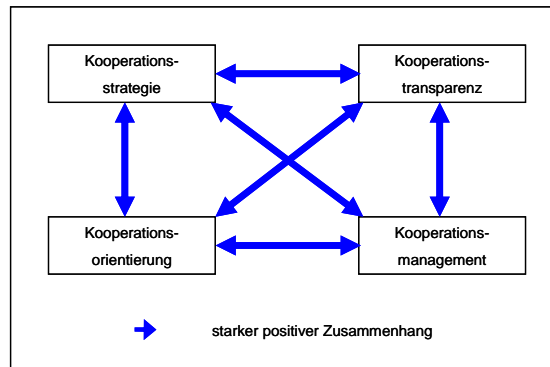 Kooperations-
strategie
Kooperations-
transparenz
Kooperations-
orientierung
Kooperations-
management
starker positiver Zusammenhang